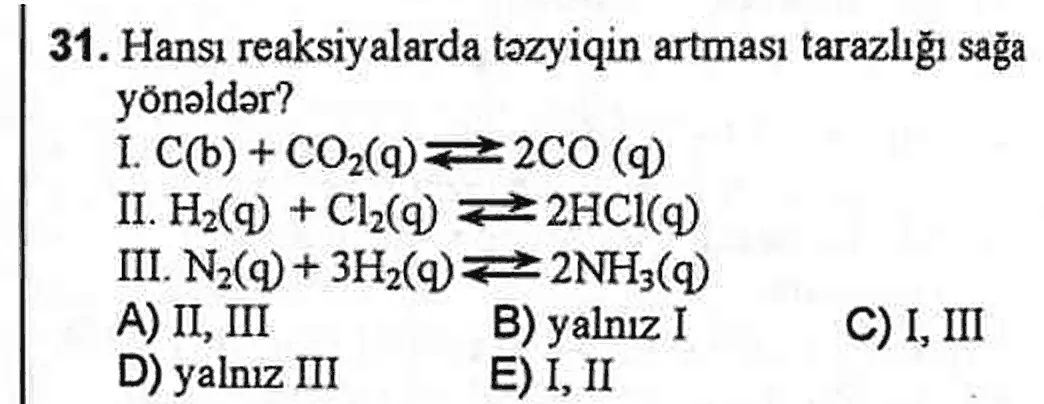 31. Hansı reaksiyalarda təzyiqin artması tarazlığı sağa
yönəldər?
I. C(b) + CO₂(q) ⇄ 2CO (q)
II. H₂(q) + Cl₂(q) ⇄ 2HCl(q)
III. N₂(q) + 3H₂(q) ⇄ 2NH₃(q)
A) II, III B) yalnız I C) I, III
D) yalnız III E) I, II